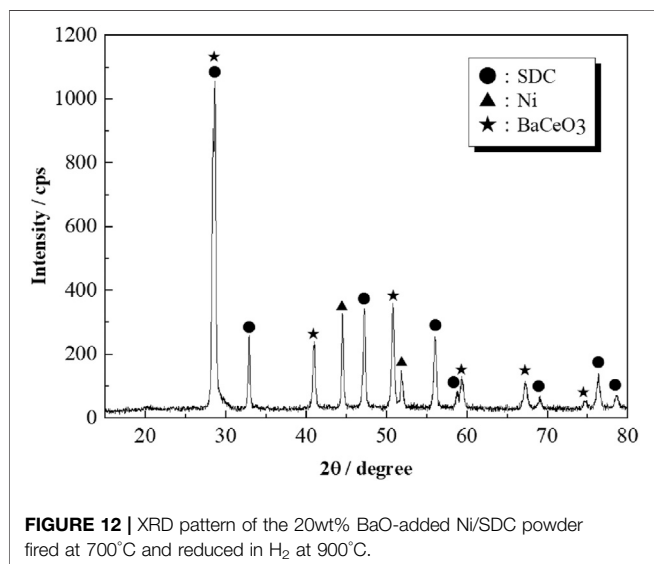 1200
1000
800
600
400
200
0
Intensity / cps
● : SDC
▲ : Ni
★ : BaCeO3
20 30 40 50 60 70 80
2θ / degree
FIGURE 12 | XRD pattern of the 20wt% BaO-added Ni/SDC powder
fired at 700°C and reduced in H₂ at 900°C.